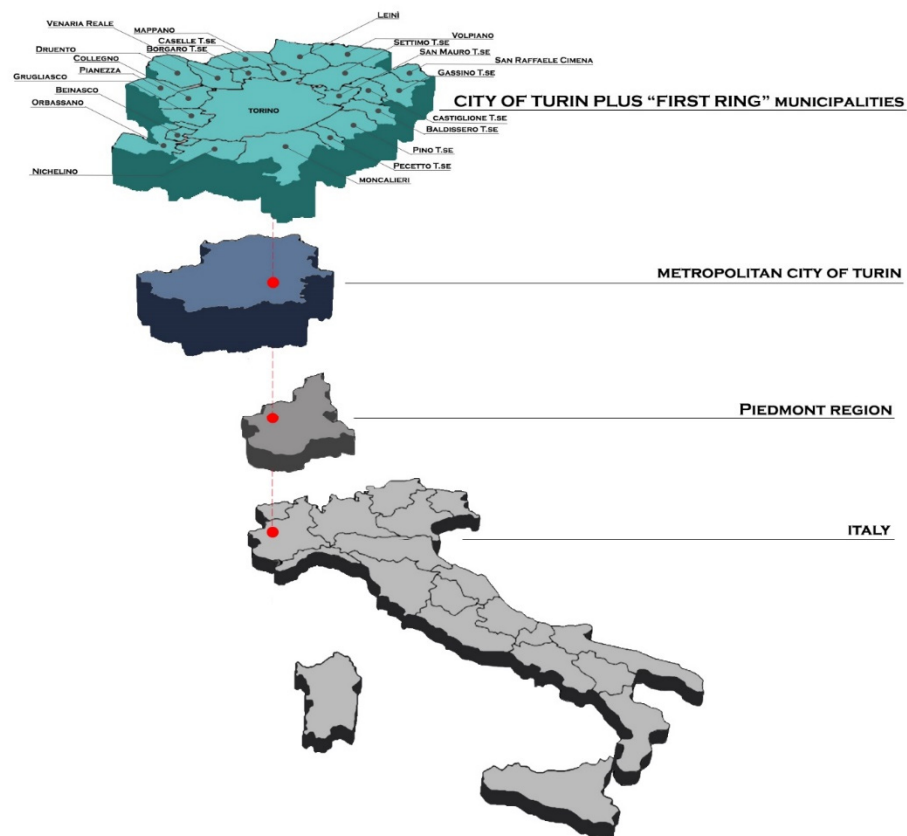 LEINÌ
VENARIA REALE
MAPPANO
VOLPIANO
CASELLE T.SE
SETTIMO T.SE
DRUENTO
BORGARO T.SE
SAN MAURO T.SE
COLLEGNO
SAN RAFFAELE CIMENA
PIANEZZA
GASSINO T.SE
GRUGLIASCO
BEINASCO
ORBASSANO
TORINO
CITY OF TURIN PLUS “FIRST RING” MUNICIPALITIES
CASTIGLIONE T.SE
BALDISSERO T.SE
PINO T.SE
PECETTO T.SE
NICHELINO
MONCALIERI
METROPOLITAN CITY OF TURIN
PIEDMONT REGION
ITALY